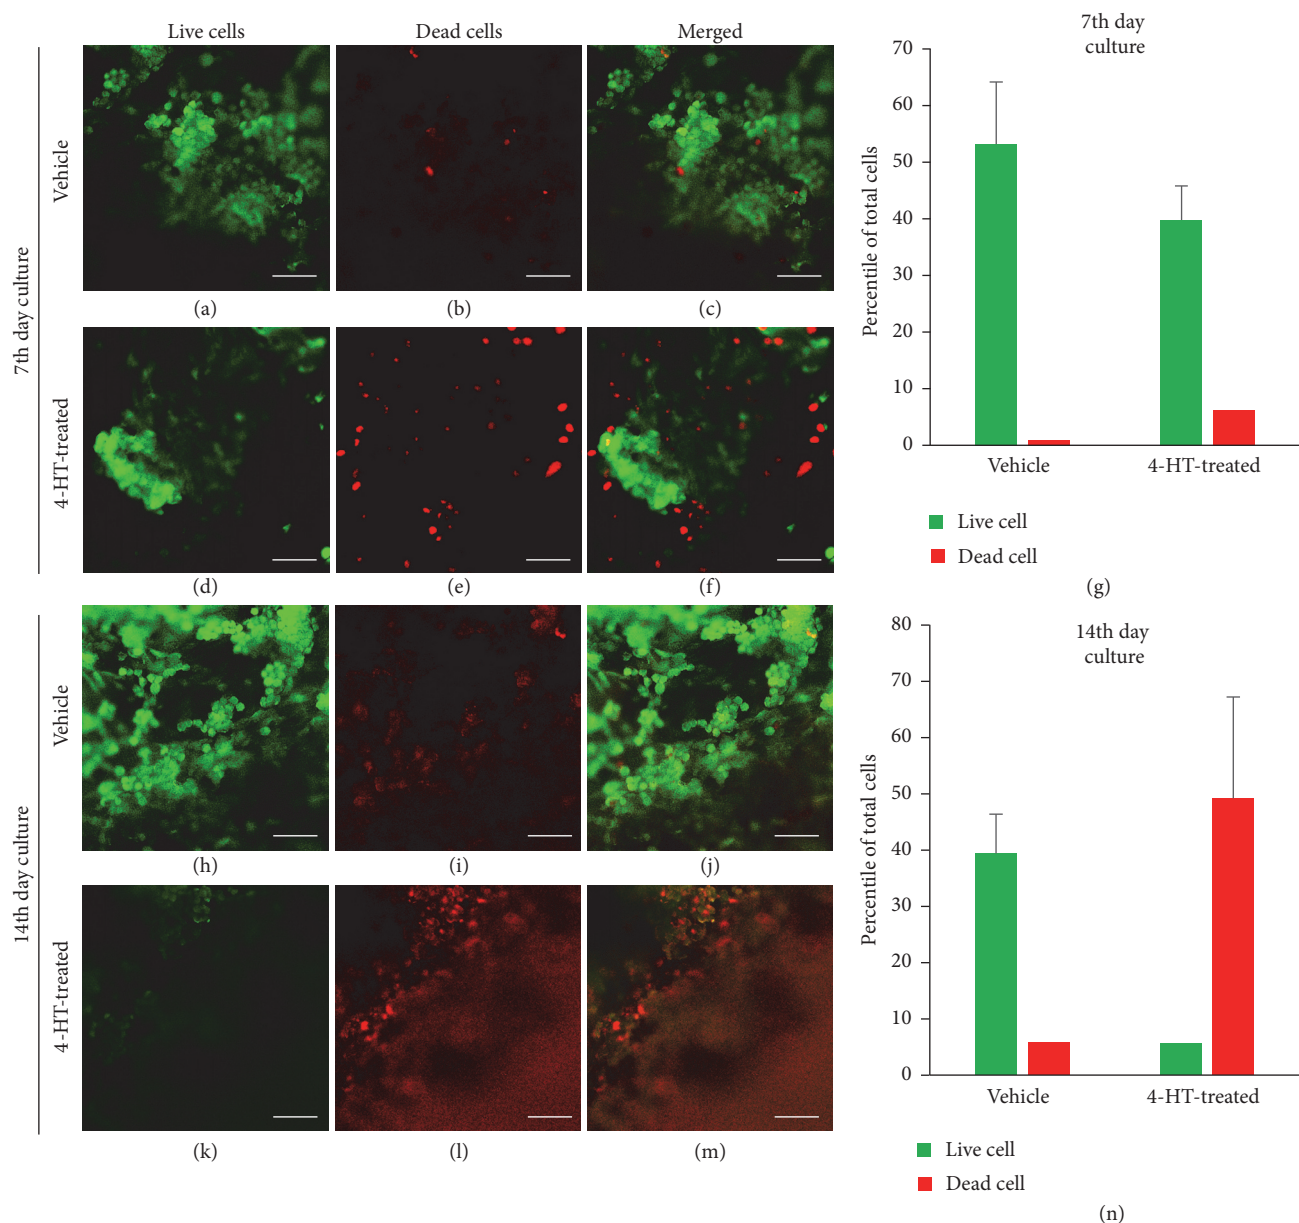 Live cells
Dead cells
Merged
7th day culture
Vehicle
(a)
(b)
(c)
4-HT-treated
(d)
(e)
(f)
7th day
culture
Percentile of total cells
70
60
50
40
30
20
10
0
Vehicle
4-HT-treated
Live cell
Dead cell
(g)
14th day culture
Vehicle
(h)
(i)
(j)
4-HT-treated
(k)
(l)
(m)
14th day
culture
Percentile of total cells
80
70
60
50
40
30
20
10
0
Vehicle
4-HT-treated
Live cell
Dead cell
(n)